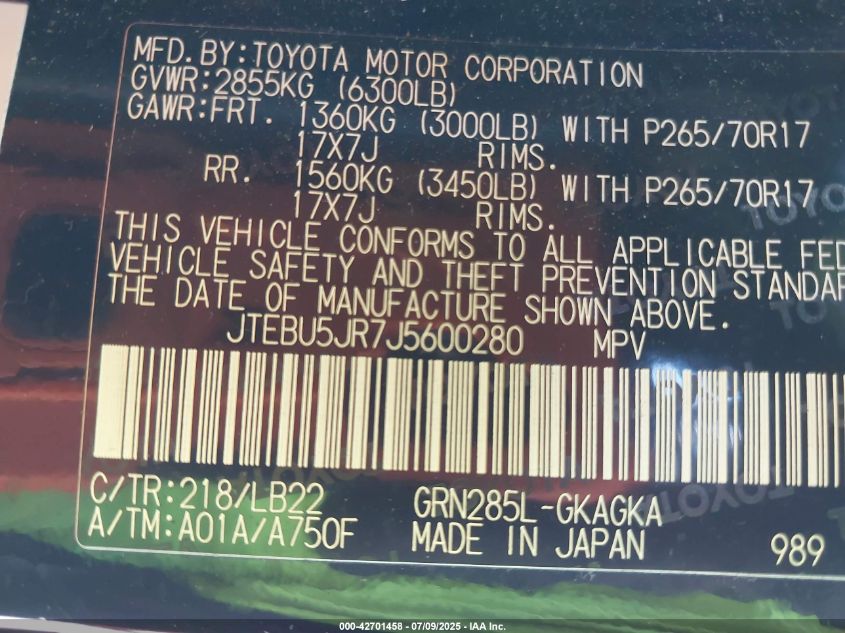 MFD.BY:TOYOTA MOTOR CORPORATION
GVWR:2855KG (6300LB)
GAWR:FRT. 1360KG (3000LB) WITH P265/70R17
17X7J RIMS.
RR. 1560KG (3450LB) WITH P265/70R17
17X7J RIMS.
THIS VEHICLE CONFORMS TO ALL APPLICABLE FED
VEHICLE SAFETY AND THEFT PREVENTION STANDAR
THE DATE OF MANUFACTURE SHOWN ABOVE.
JTEBU5JR7J5600280 MPV
C/TR:218/LB22 GRN285L-GKAGKA
A/TM:A01A/A750F MADE IN JAPAN 989
000-42701458 - 07/09/2025 - IAA Inc.